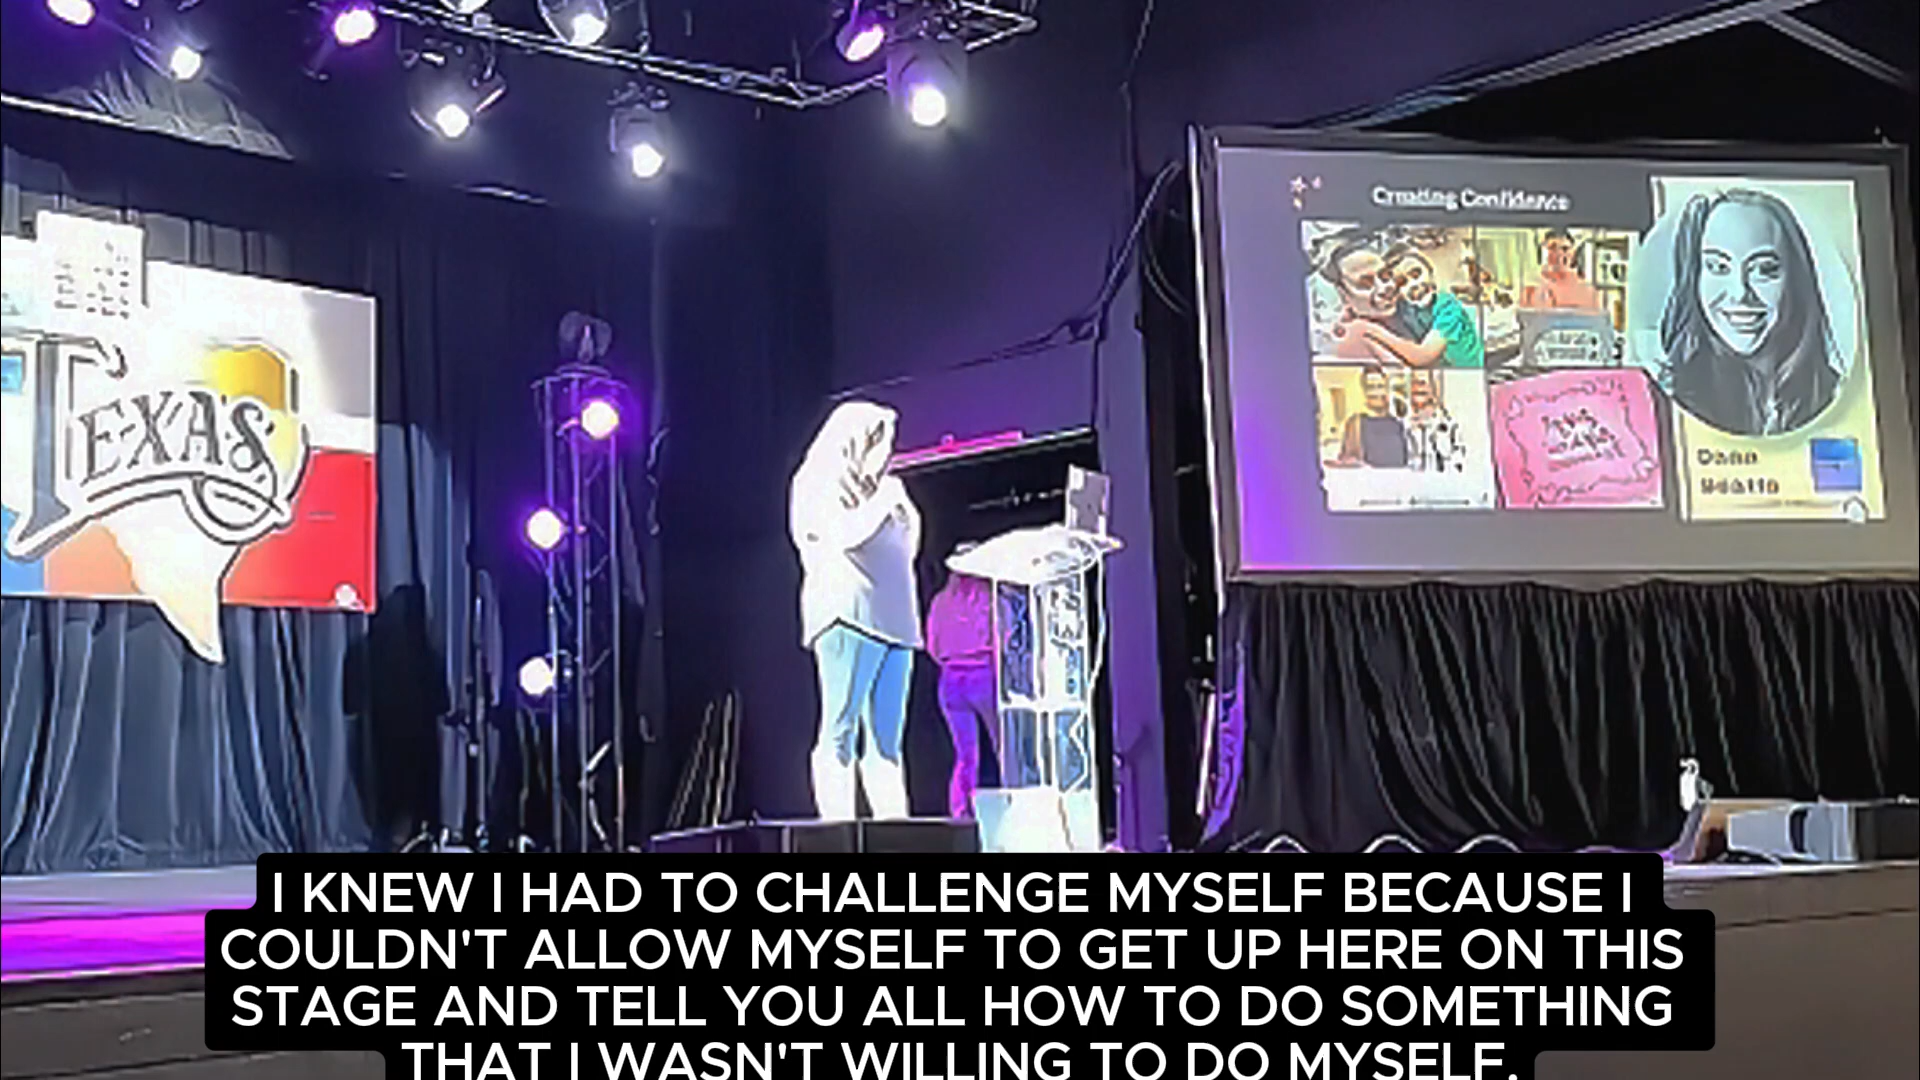 Creating Confidence
TEXAS
Dana
I KNEW I HAD TO CHALLENGE MYSELF BECAUSE I
COULDN'T ALLOW MYSELF TO GET UP HERE ON THIS
STAGE AND TELL YOU ALL HOW TO DO SOMETHING
THAT I WASN'T WILLING TO DO MYSELF.